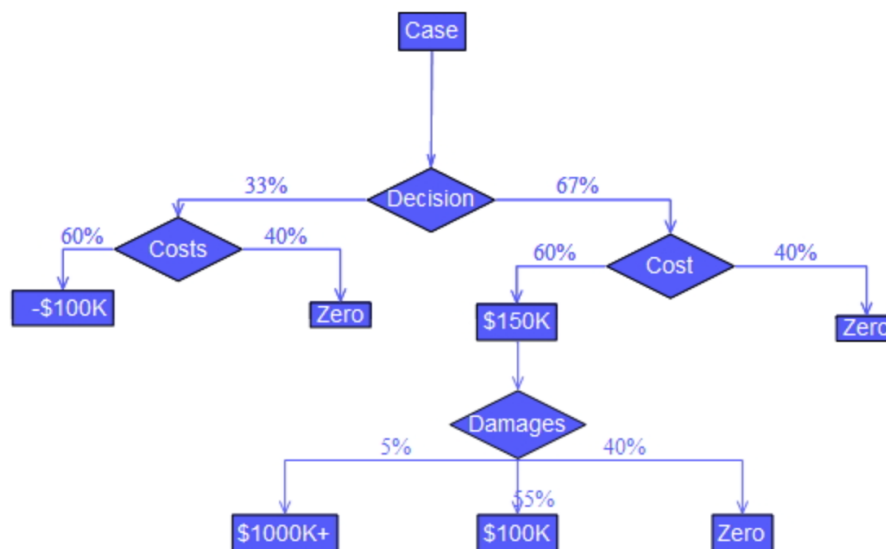 Case
33%
Decision
67%
60%
Costs
40%
60%
Cost
40%
-$100K
Zero
$150K
Zero
Damages
5%
40%
55%
$1000K+
$100K
Zero